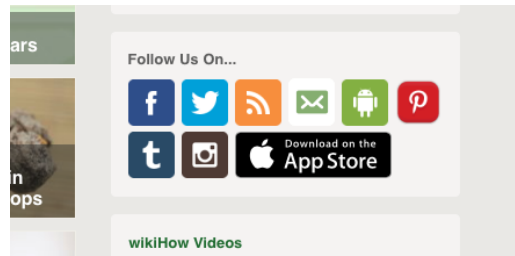 ars
Follow Us On...
Download on the
App Store
in
ops
wikiHow Videos